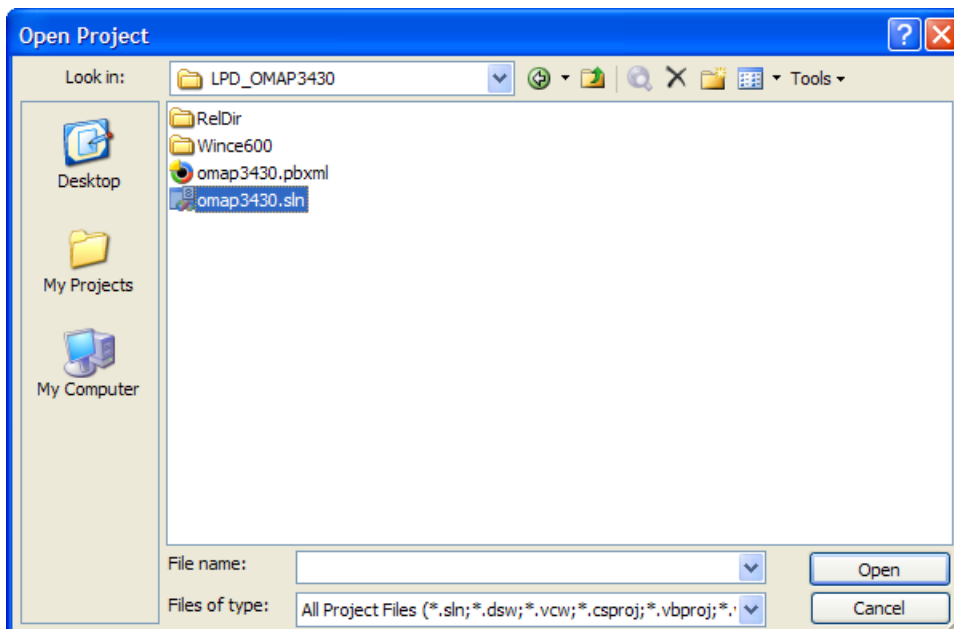 Open Project
Look in:
LPD_OMAP3430
Tools
RelDir
Wince600
omap3430.pbxml
omap3430.sln
Desktop
My Projects
My Computer
File name:
Open
Files of type:
All Project Files (*.sln;*.dsw;*.vcw;*.csproj;*.vbproj;*.
Cancel